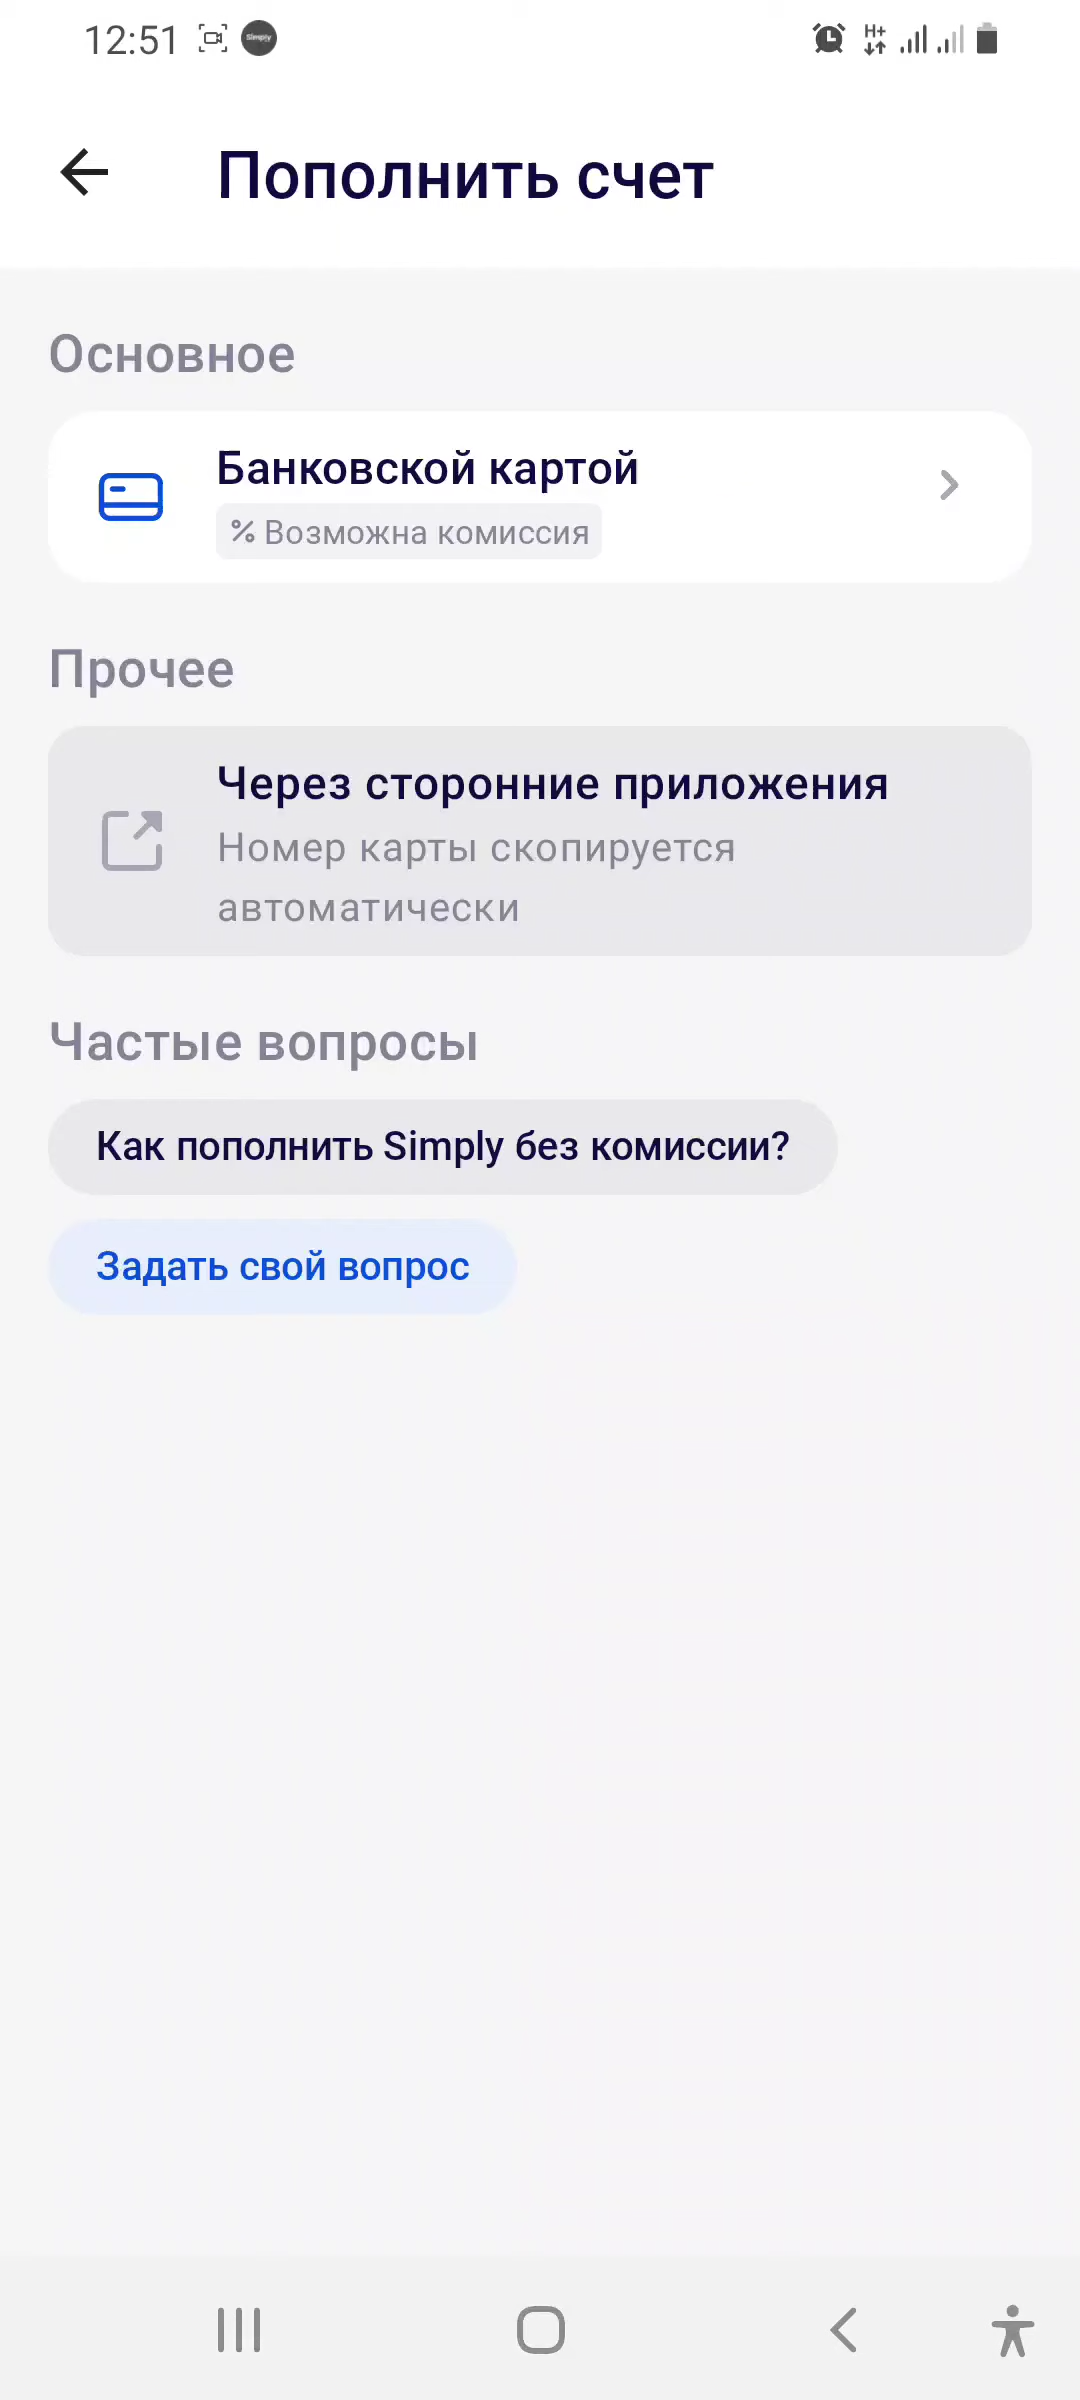 12:51
Simply
H+
Пополнить счет
Основное
Банковской картой
% Возможна комиссия
Прочее
Через сторонние приложения
Номер карты скопируется
автоматически
Частые вопросы
Как пополнить Simply без комиссии?
Задать свой вопрос